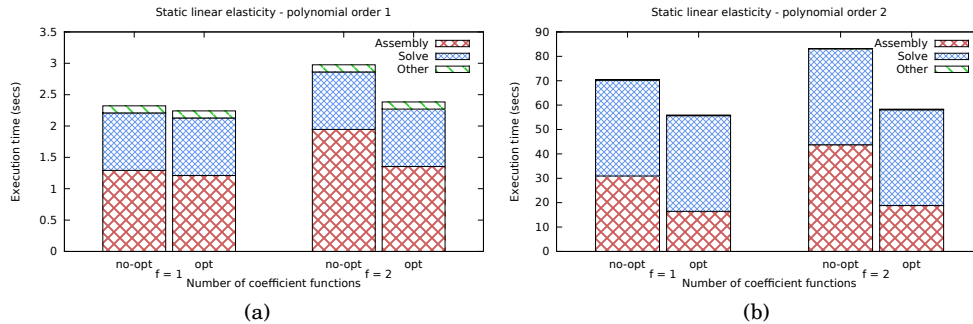 Static linear elasticity - polynomial order 1
3.5
3
2.5
2
1.5
1
0.5
0
Execution time (secs)
Assembly
Solve
Other
no-opt opt no-opt opt
f = 1 f = 2
Number of coefficient functions
(a)
Static linear elasticity - polynomial order 2
90
80
70
60
50
40
30
20
10
0
Execution time (secs)
Assembly
Solve
Other
no-opt opt no-opt opt
f = 1 f = 2
Number of coefficient functions
(b)